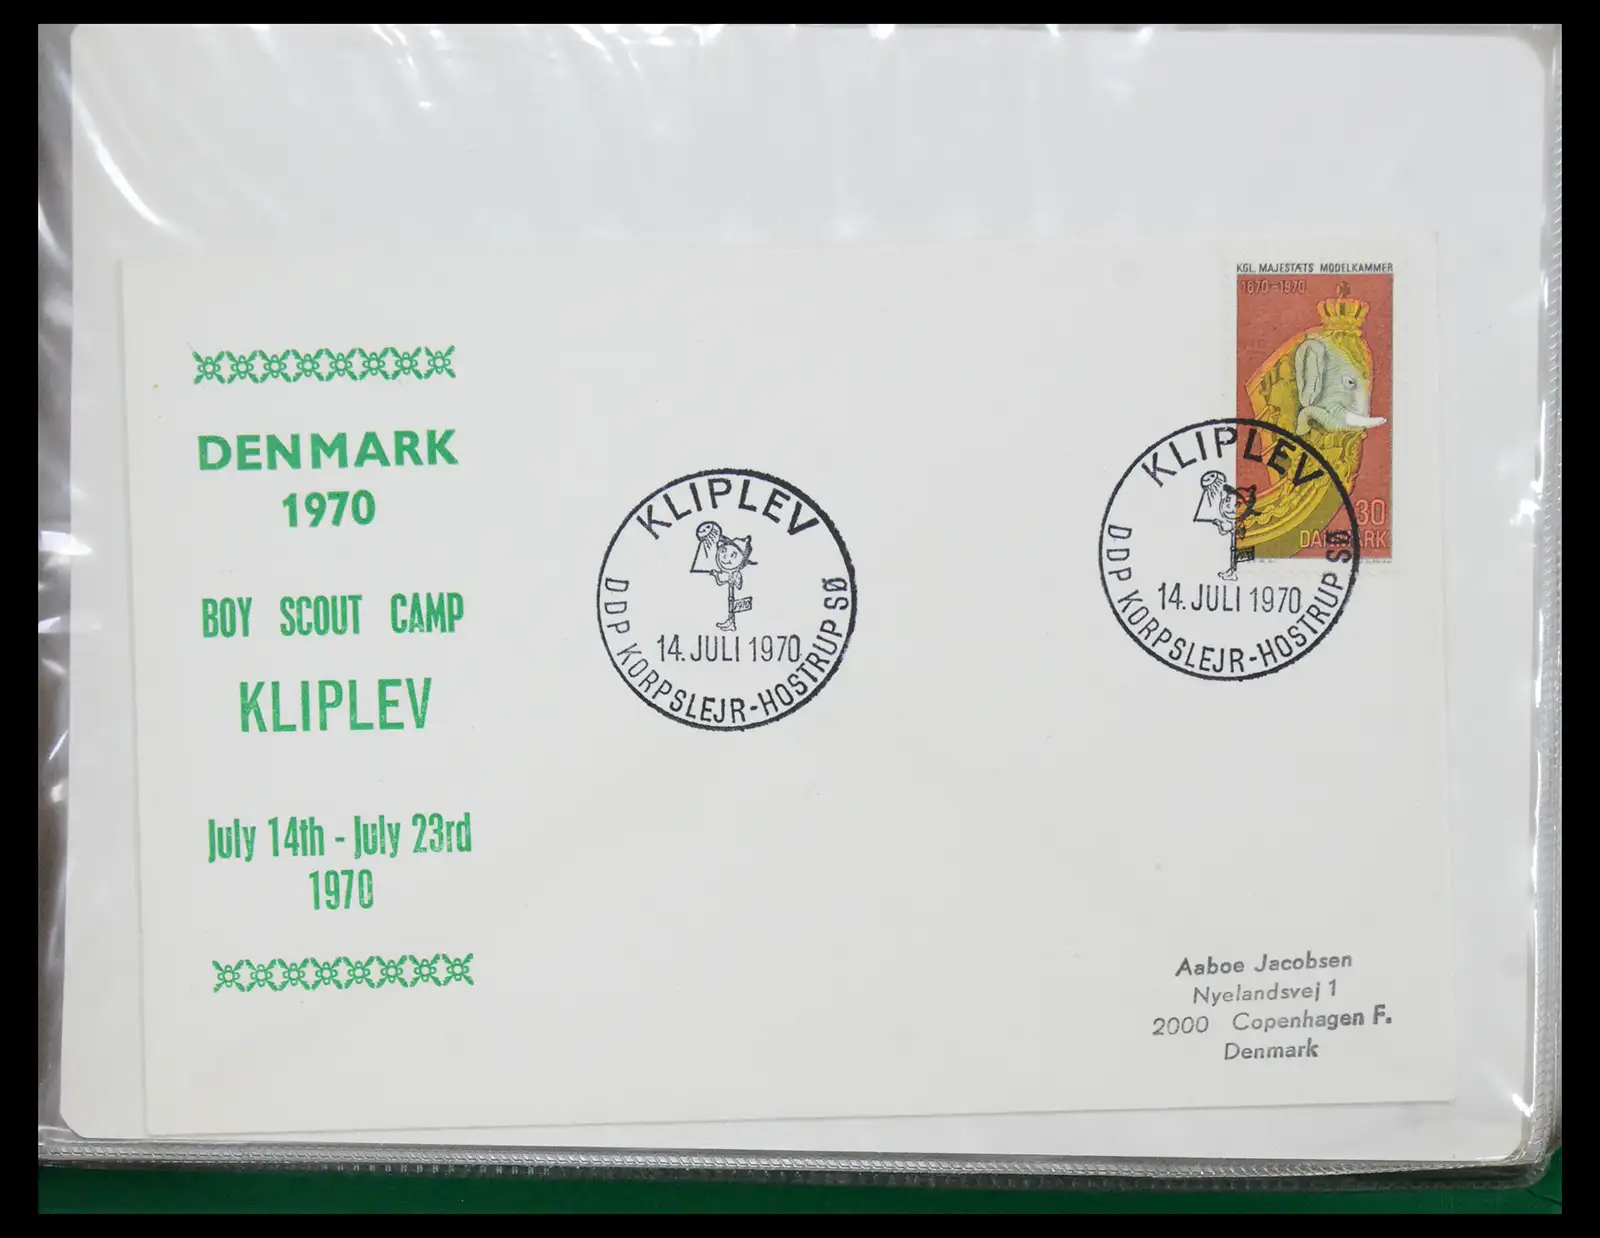 KGL. MAJESTÆTS MODELKAMMER
1870-1970
30
DANMARK
DENMARK
1970
BOY SCOUT CAMP
KLIPLEV
July 14th - July 23rd
1970
KLIPLEV
1970
14. JULI 1970
DDP KORPSLEJR-HOSTRUP SØ
KLIPLEV
14. JULI 1970
DDP KORPSLEJR-HOSTRUP SØ
Aaboe Jacobsen
Nyelandsvej 1
2000 Copenhagen F.
Denmark